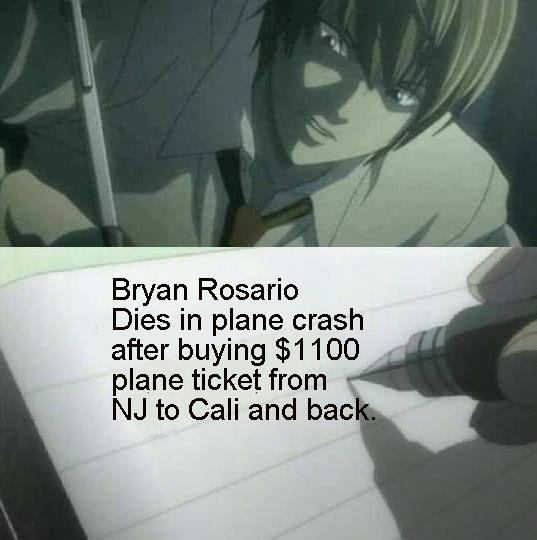 Bryan Rosario
Dies in plane crash
after buying $1100
plane ticket from
NJ to Cali and back.